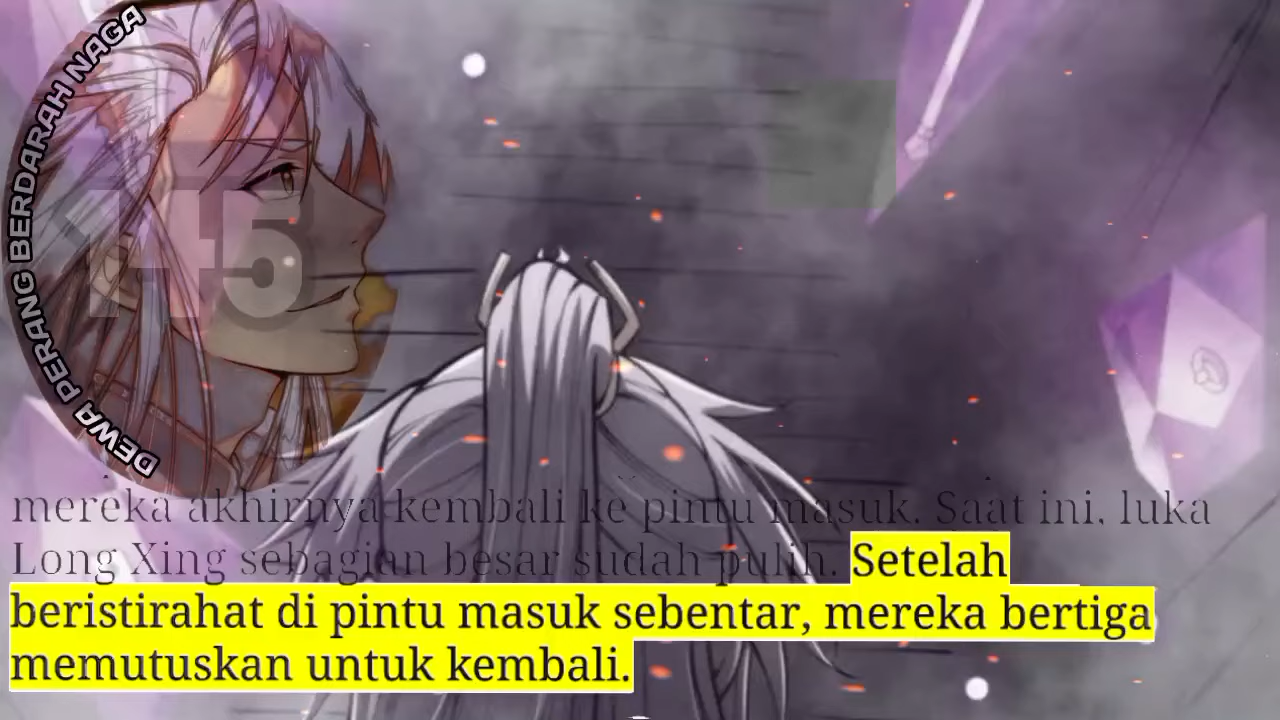 DEWA PERANG BERDARAH NAGA
145
mereka akhirnya kembali ke pintu masuk. Saat ini, luka
Long Xing sebagian besar sudah pulih. Setelah
beristirahat di pintu masuk sebentar, mereka bertiga
memutuskan untuk kembali.